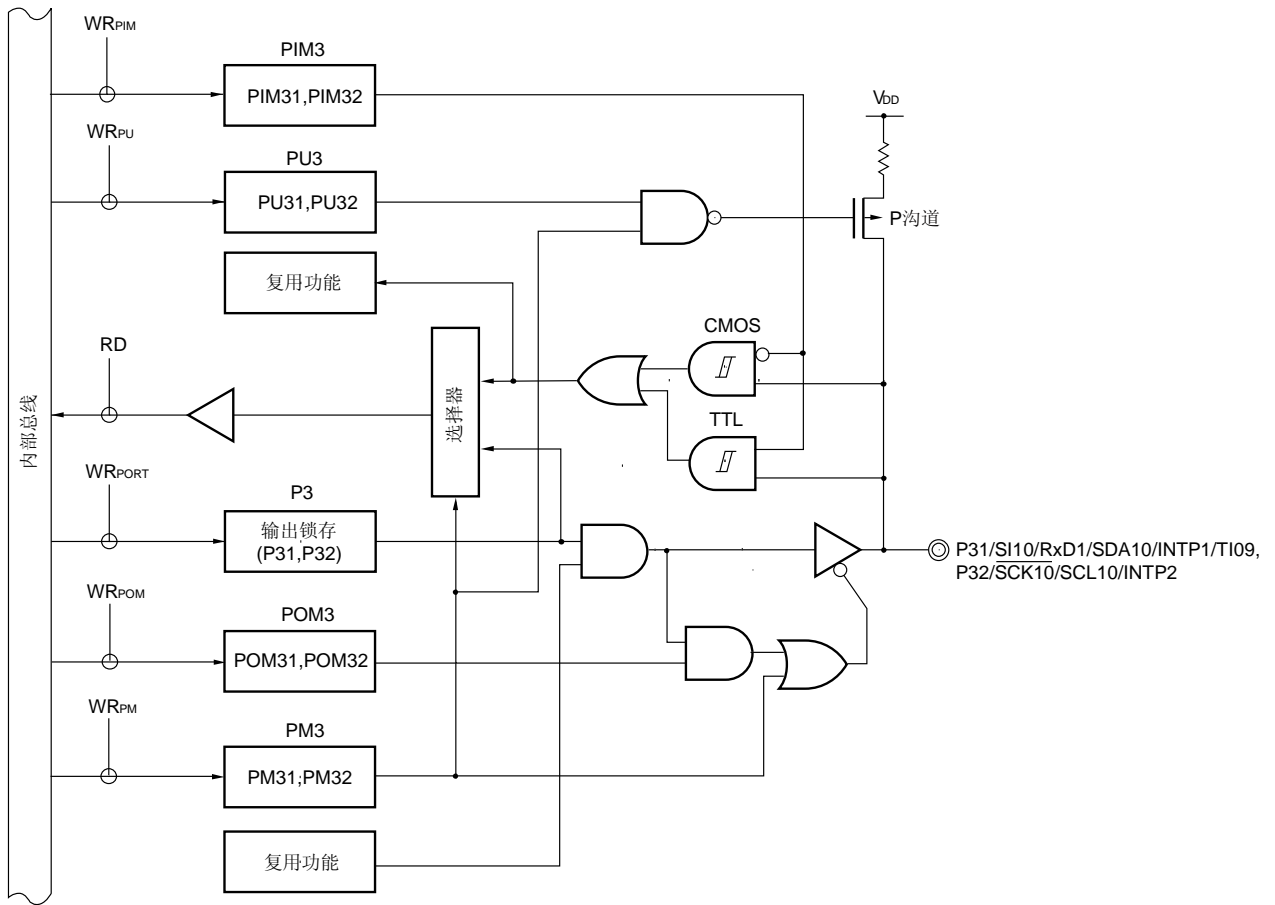 WRPIM
PIM3
PIM31,PIM32
VDD
WRPU
PU3
PU31,PU32
P沟道
复用功能
CMOS
RD
选择器
TTL
内部总线
WRPORT
P3
输出锁存
(P31,P32)
P31/SI10/RxD1/SDA10/INTP1/TI09,
P32/SCK10/SCL10/INTP2
WRPOM
POM3
POM31,POM32
WRPM
PM3
PM31;PM32
复用功能